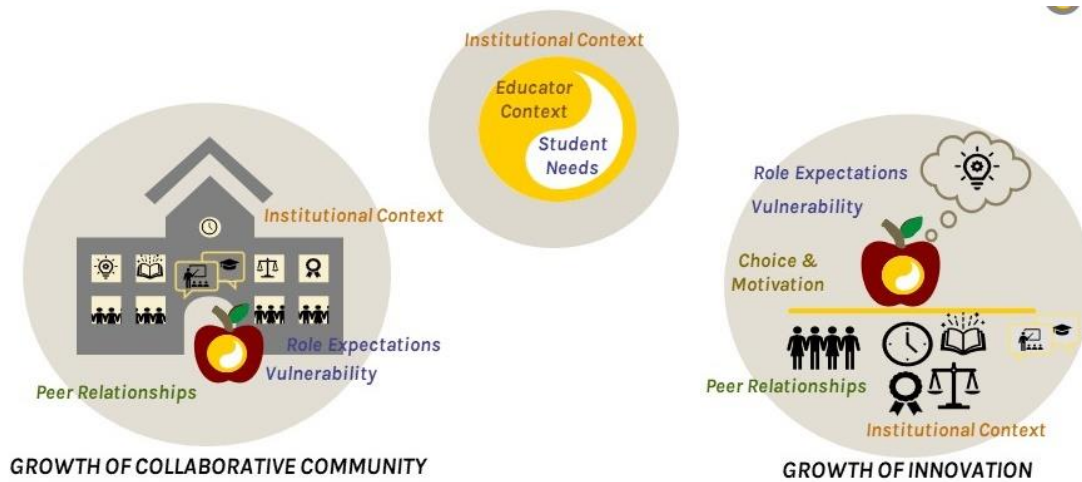 Institutional Context
Educator
Context
Student
Needs
Institutional Context
Role Expectations
Vulnerability
Peer Relationships
GROWTH OF COLLABORATIVE COMMUNITY
Role Expectations
Vulnerability
Choice &
Motivation
Peer Relationships
Institutional Context
GROWTH OF INNOVATION